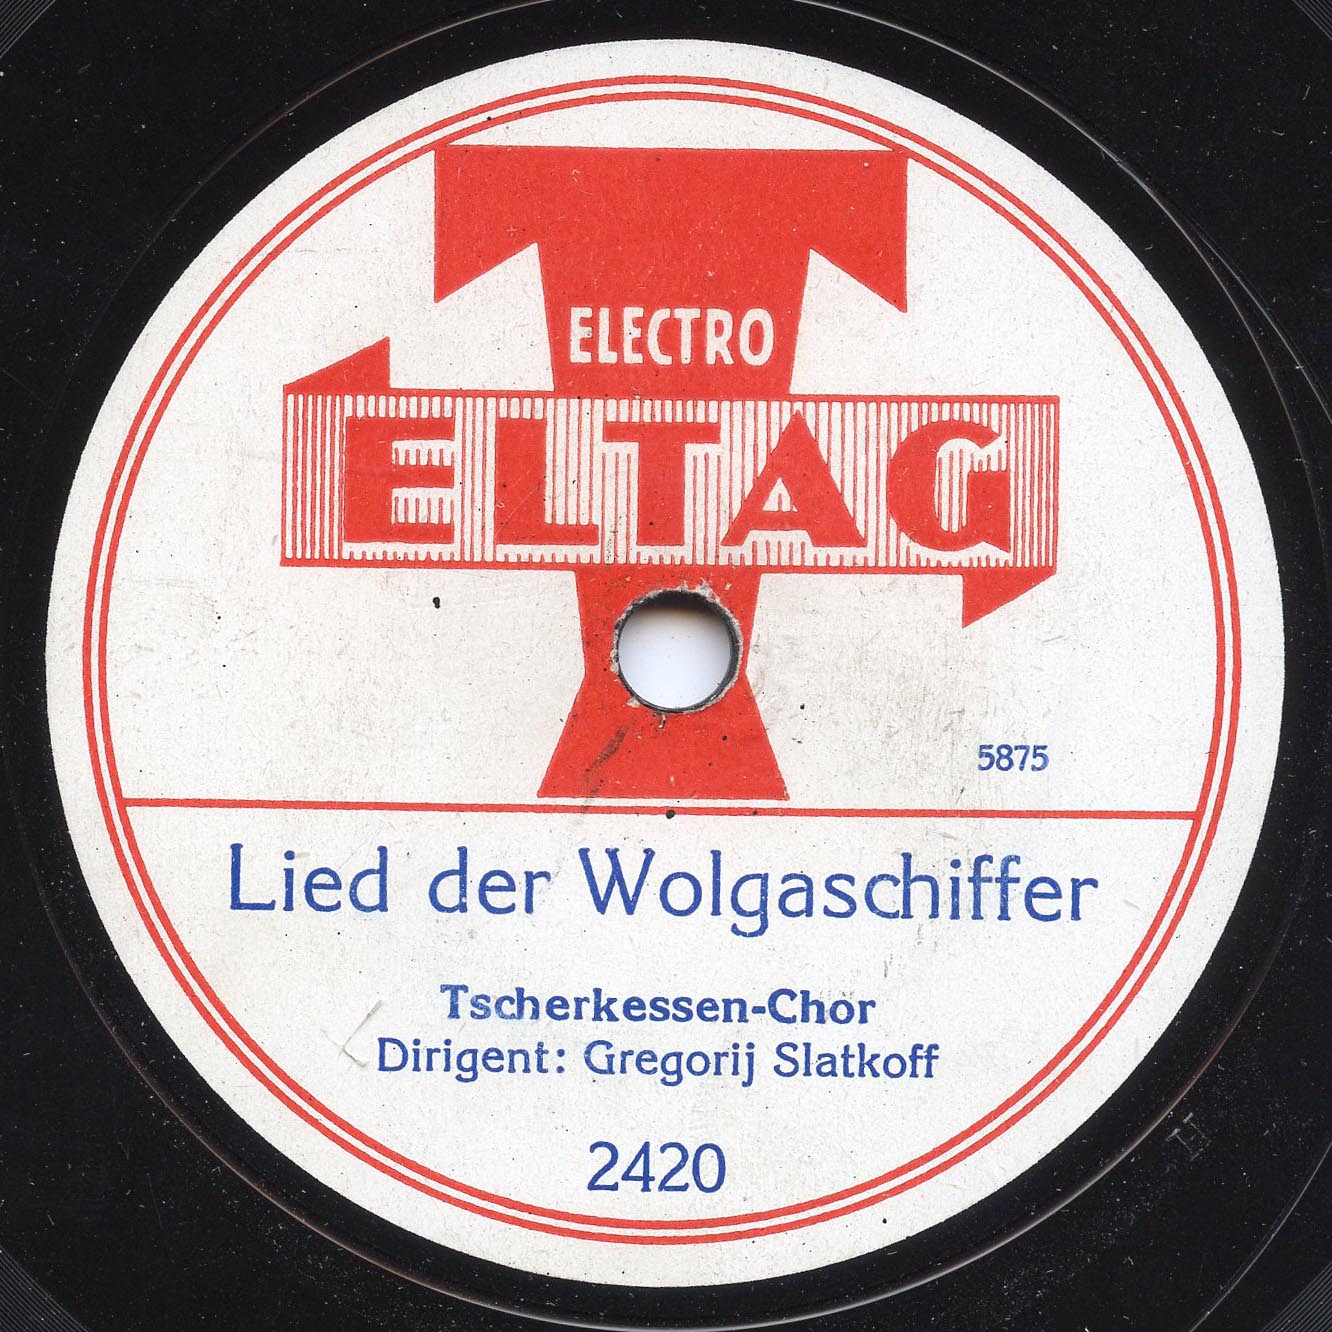 ELECTRO
ELTAG
5875
Lied der Wolgaschiffer
Tscherkessen-Chor
Dirigent: Gregorij Slatkoff
2420